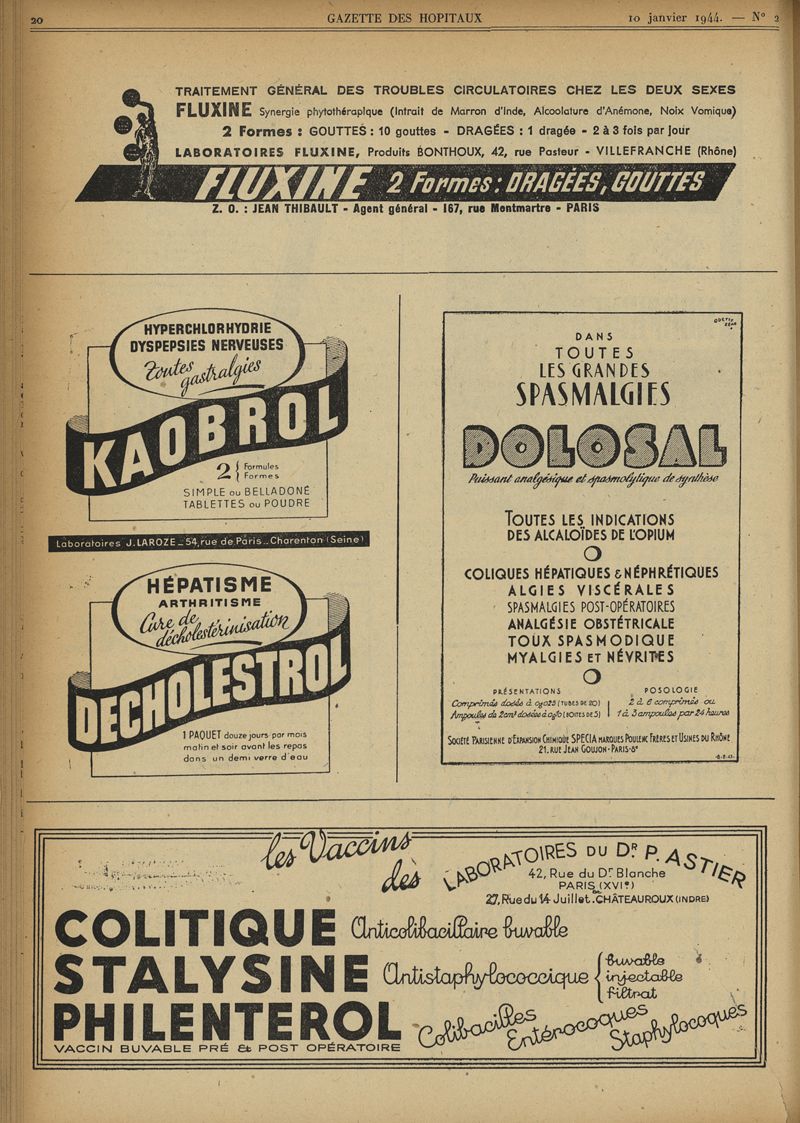 20 GAZETTE DES HOPITAUX 10 janvier 1944. — N° 2
TRAITEMENT GÉNÉRAL DES TROUBLES CIRCULATOIRES CHEZ LES DEUX SEXES
FLUXINE Synergie phytothérapique (Intrait de Marron d'Inde, Alcoolature d'Anémone, Noix Vomique)
2 Formes : GOUTTES : 10 gouttes - DRAGÉES : 1 dragée - 2 à 3 fois par jour
LABORATOIRES FLUXINE, Produits BONTHOUX, 42, rue Pasteur - VILLEFRANCHE (Rhône)
FLUXINE 2 Formes : DRAGÉES, GOUTTES
Z. O. : JEAN THIBAULT - Agent général - 167, rue Montmartre - PARIS
HYPERCHLORHYDRIE
DYSPEPSIES NERVEUSES
Toutes
gastralgies
KAOBROL
2 Formules
Formes
SIMPLE ou BELLADONÉ
TABLETTES ou POUDRE
Laboratoires J. LAROZE _ 54, rue de Paris _ Charenton (Seine)
HÉPATISME
ARTHRITISME
Cure de
décholestérinisation
DECHOLESTROL
1 PAQUET douze jours par mois
matin et soir avant les repas
dans un demi verre d'eau
DANS
TOUTES
LES GRANDES
SPASMALGIES
DOLOSAL
Puissant analgésique et spasmolytique de synthèse
TOUTES LES INDICATIONS
DES ALCALOÏDES DE L'OPIUM
COLIQUES HÉPATIQUES & NÉPHRÉTIQUES
ALGIES VISCÉRALES
SPASMALGIES POST-OPÉRATOIRES
ANALGÉSIE OBSTÉTRICALE
TOUX SPASMODIQUE
MYALGIES ET NÉVRITES
PRÉSENTATIONS
Comprimés dosés à 0g025 (TUBES DE 20)
Ampoules de 2cm³ dosées à 0g10 (BOITES DE 5)
POSOLOGIE
2 à 6 comprimés ou
1 à 3 ampoules par 24 heures
SOCIÉTÉ PARISIENNE D'EXPANSION CHIMIQUE SPECIA MARQUES POULENC FRÈRES ET USINES DU RHÔNE
21, RUE JEAN GOUJON - PARIS-8e
les Vaccins
des
LABORATOIRES DU DR P. ASTIER
42, Rue du Dr Blanche
PARIS (XVIe)
27, Rue du 14 Juillet. CHÂTEAUROUX (INDRE)
COLITIQUE Anticolibacillaire buvable
STALYSINE Antistaphylococcique buvable
injectable
filtrat
PHILENTEROL Colibacilles
Entérocoques
Staphylocoques
VACCIN BUVABLE PRÉ & POST OPÉRATOIRE